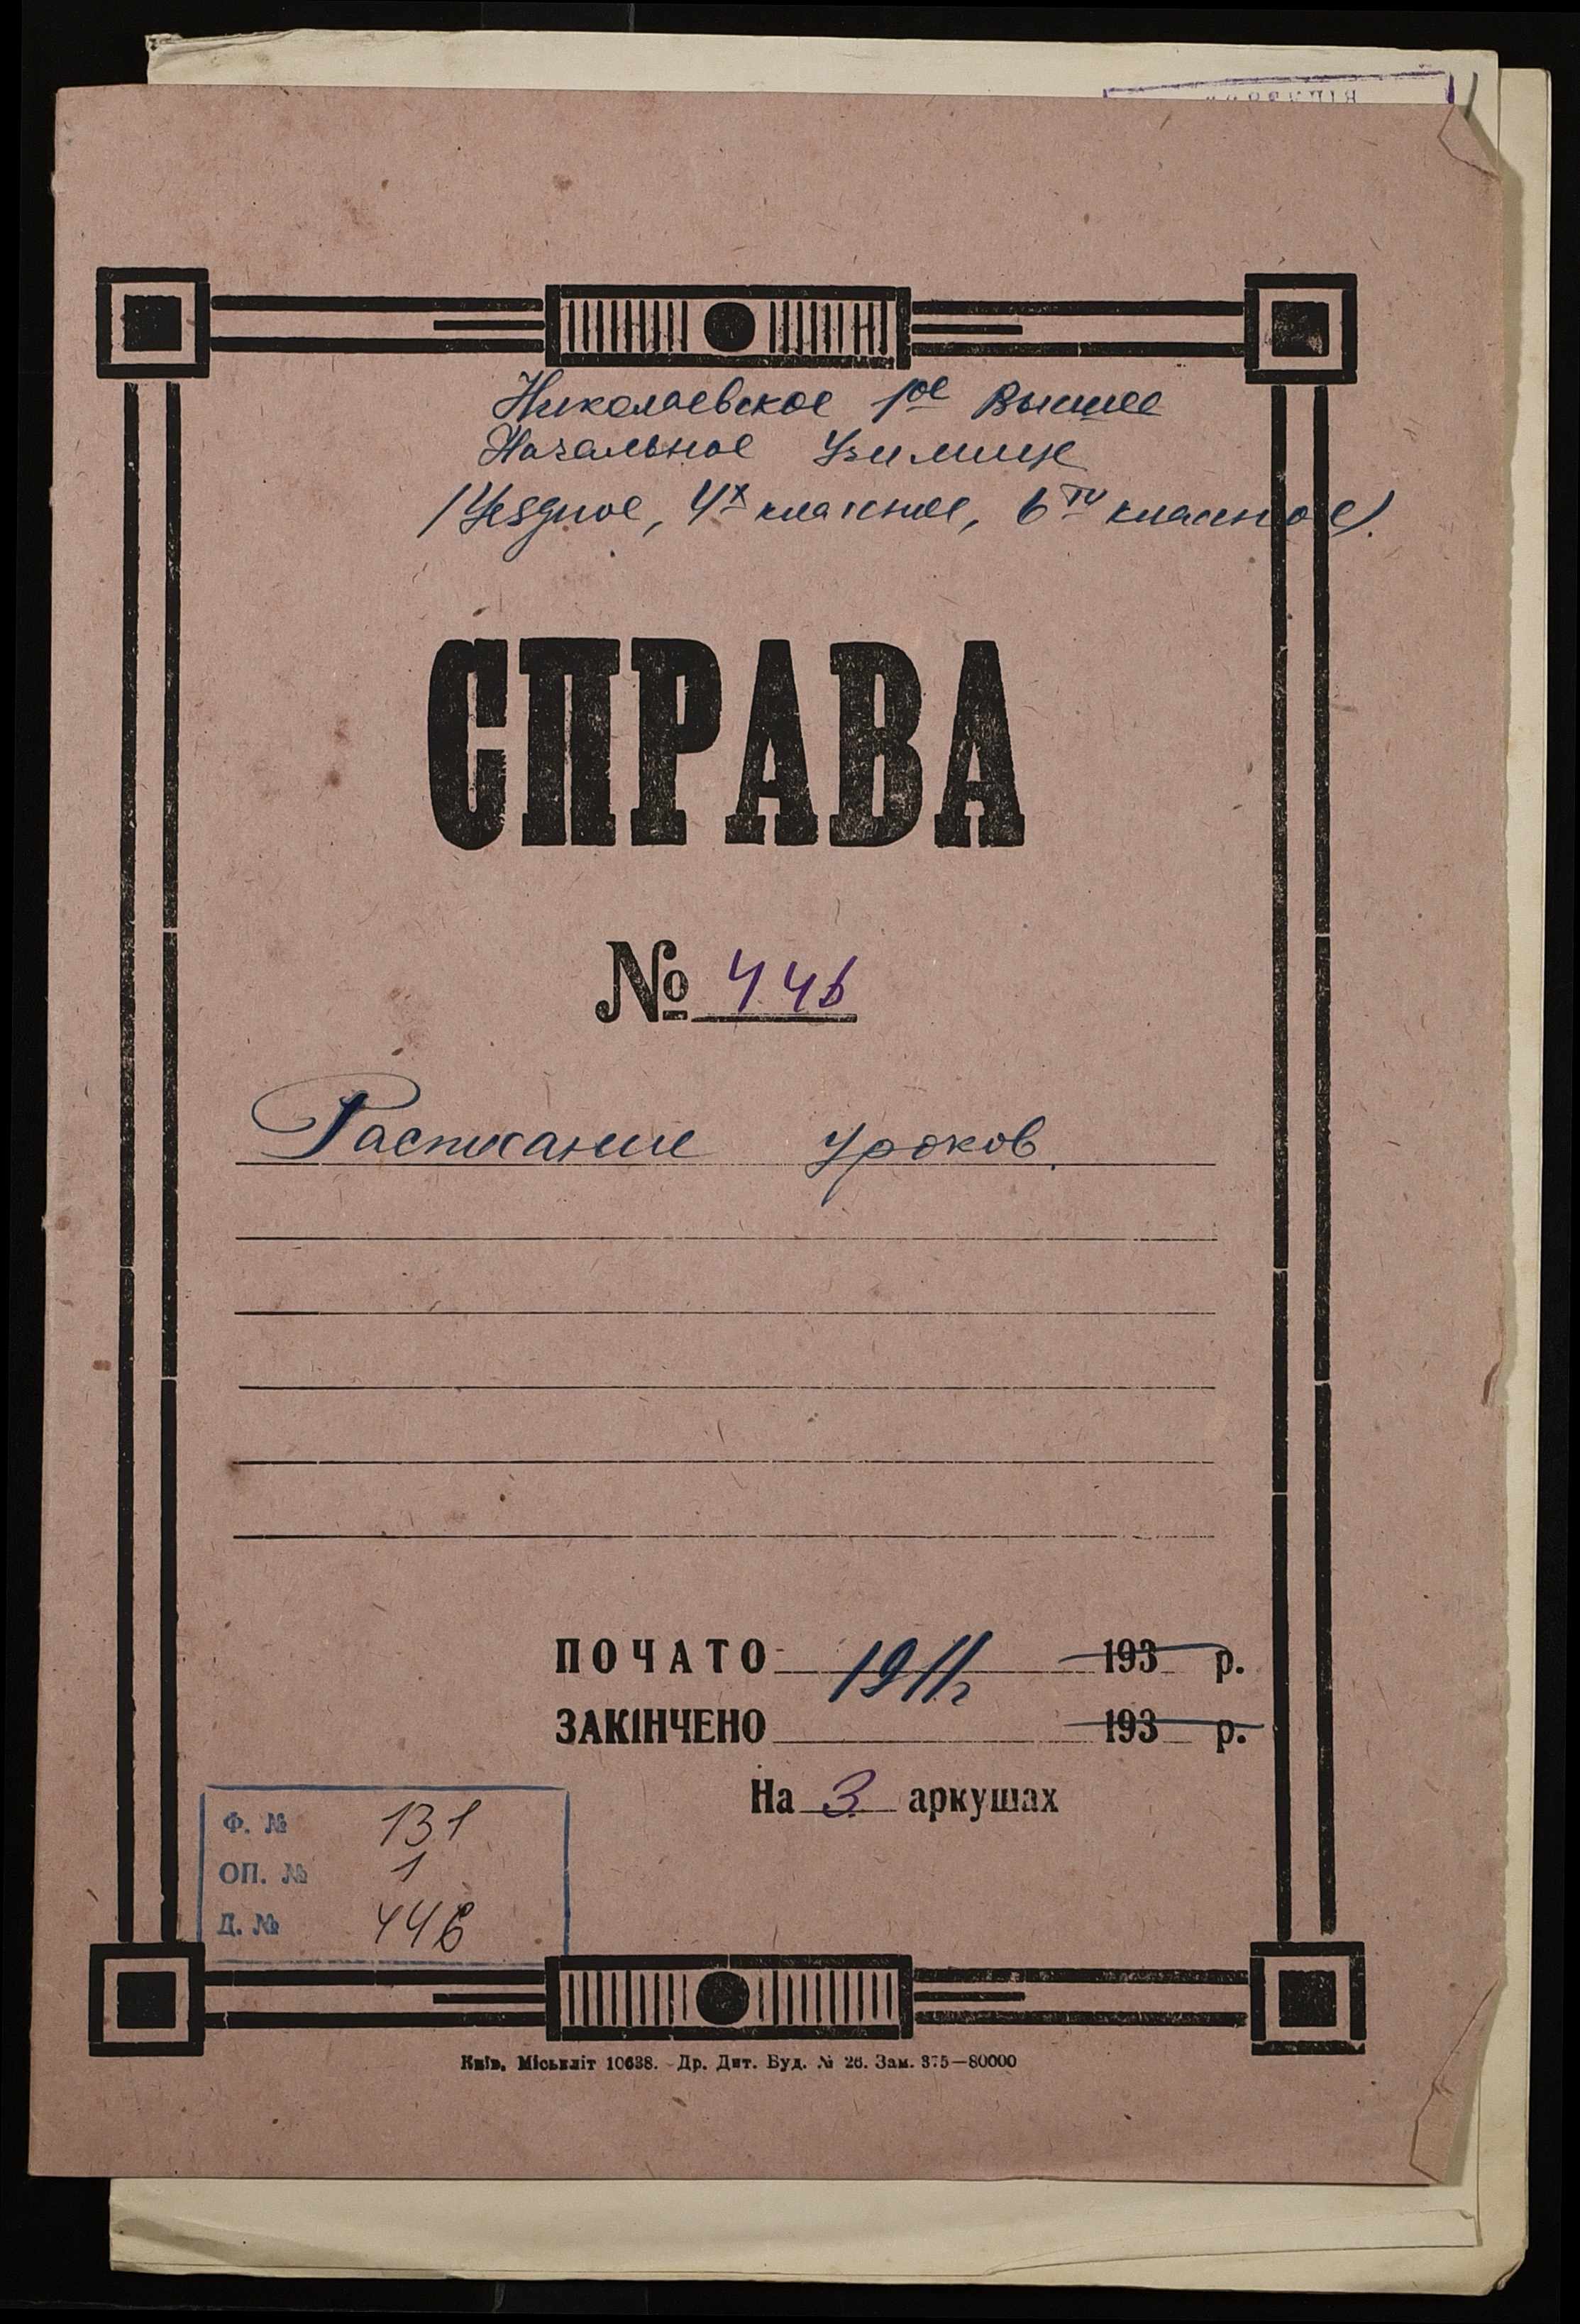 Николаевское 1ое Высшее
Начальное Училище
(Уездное, 4х классное, 6ти классное).
СПРАВА
№ 446
Расписание уроков.
ПОЧАТО 1911г 193 р.
ЗАКІНЧЕНО 193 р.
На 3 аркушах
Ф. № 131
ОП. № 1
Д. № 446
Київ, Міськліт 10638. Др. Дит. Буд. № 26. Зам. 375—80000